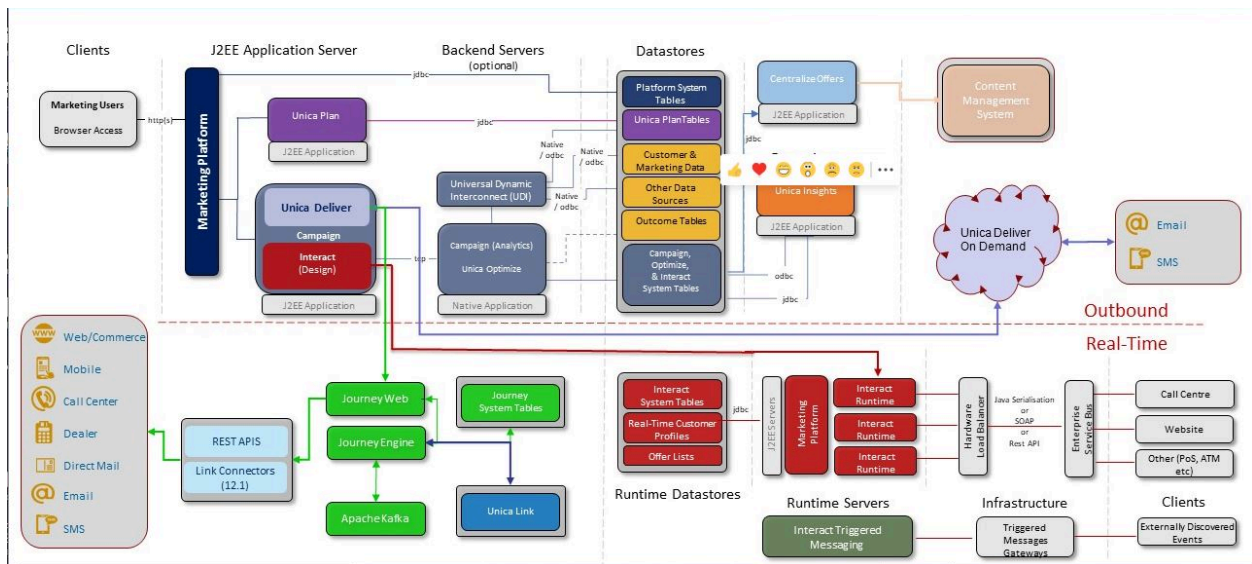 Clients
J2EE Application Server
Backend Servers
(optional)
Datastores
Marketing Users
Browser Access
http(s)
Marketing Platform
jdbc
Unica Plan
J2EE Application
jdbc
Unica Deliver
Campaign
Interact
(Design)
J2EE Application
tcp
Universal Dynamic
Interconnect (UDI)
Campaign (Analytics)
Unica Optimize
Native Application
Native
/ odbc
Native
/ odbc
Native
/ odbc
Platform System
Tables
Unica PlanTables
Customer &
Marketing Data
Other Data
Sources
Outcome Tables
Campaign,
Optimize,
& Interact
System Tables
Centralize Offers
J2EE Application
jdbc
Unica Insights
J2EE Application
odbc
jdbc
Content
Management
System
Unica Deliver
On Demand
Email
SMS
Outbound
Real-Time
WWW
Web/Commerce
Mobile
Call Center
Dealer
Direct Mail
Email
SMS
REST APIS
Link Connectors
(12.1)
Journey Web
Journey Engine
Apache Kafka
Journey
System Tables
Unica Link
Interact
System Tables
Real-Time Customer
Profiles
Offer Lists
Runtime Datastores
jdbc
J2EE Servers
Marketing
Platform
Interact
Runtime
Interact
Runtime
Interact
Runtime
Runtime Servers
Hardware
Load Balancer
Java Serialisation
or
SOAP
or
Rest API
Enterprise
Service Bus
Infrastructure
Call Centre
Website
Other (PoS, ATM
etc)
Clients
Interact Triggered
Messaging
Triggered
Messages
Gateways
Externally Discovered
Events